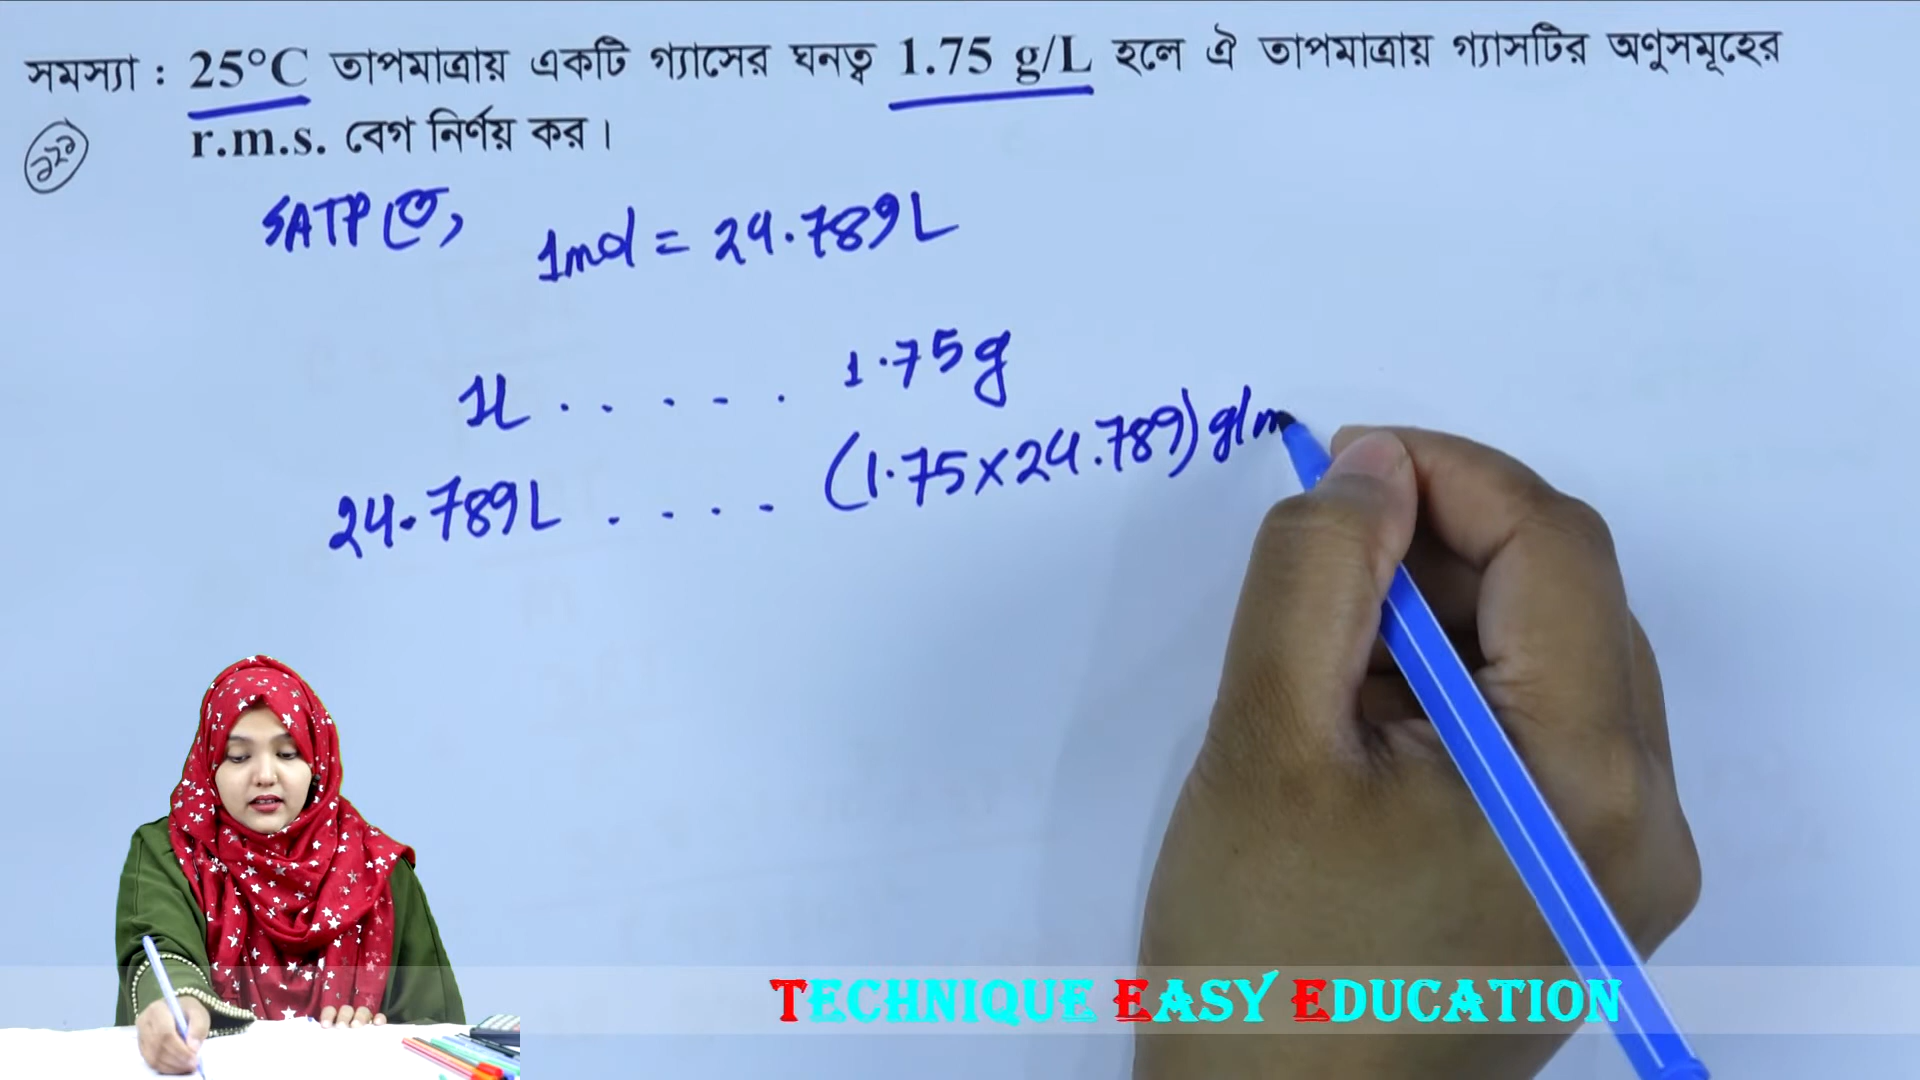 সমস্যা : 25°C তাপমাত্রায় একটি গ্যাসের ঘনত্ব 1.75 g/L হলে ঐ তাপমাত্রায় গ্যাসটির অণুসমূহের
r.m.s. বেগ নির্ণয় কর।
SATP তে,
1mol = 24.789L
1L ..... 1.75g
24.789L .... (1.75×24.789) g/m
TECHNIQUE EASY EDUCATION